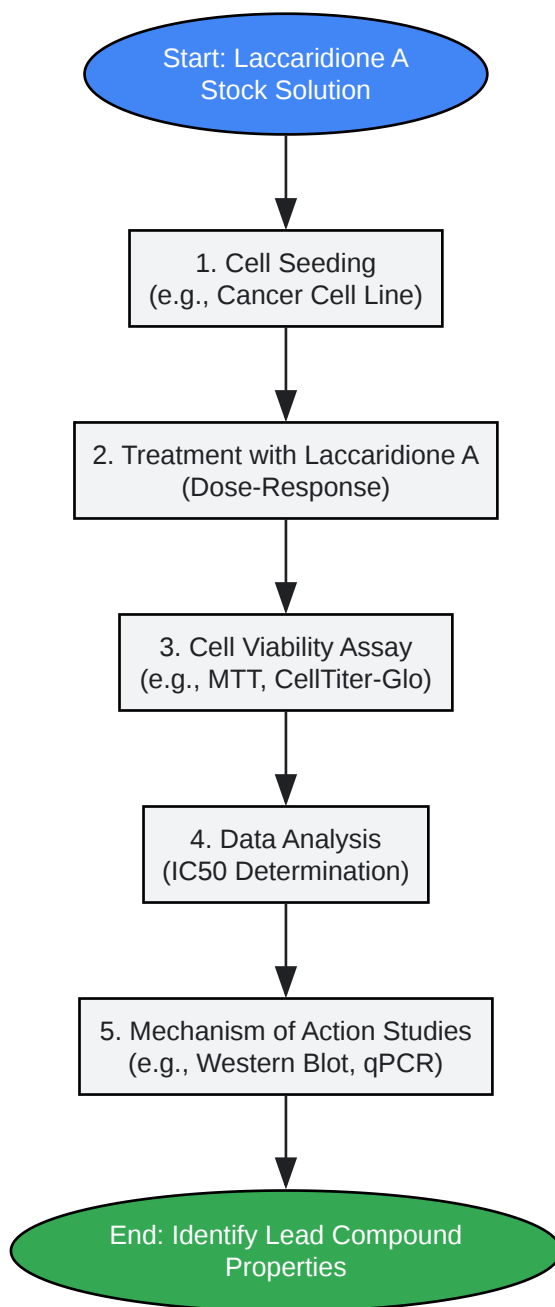 Start: Laccaridione A
Stock Solution
1. Cell Seeding
(e.g., Cancer Cell Line)
2. Treatment with Laccaridione A
(Dose-Response)
3. Cell Viability Assay
(e.g., MTT, CellTiter-Glo)
4. Data Analysis
(IC50 Determination)
5. Mechanism of Action Studies
(e.g., Western Blot, qPCR)
End: Identify Lead Compound
Properties